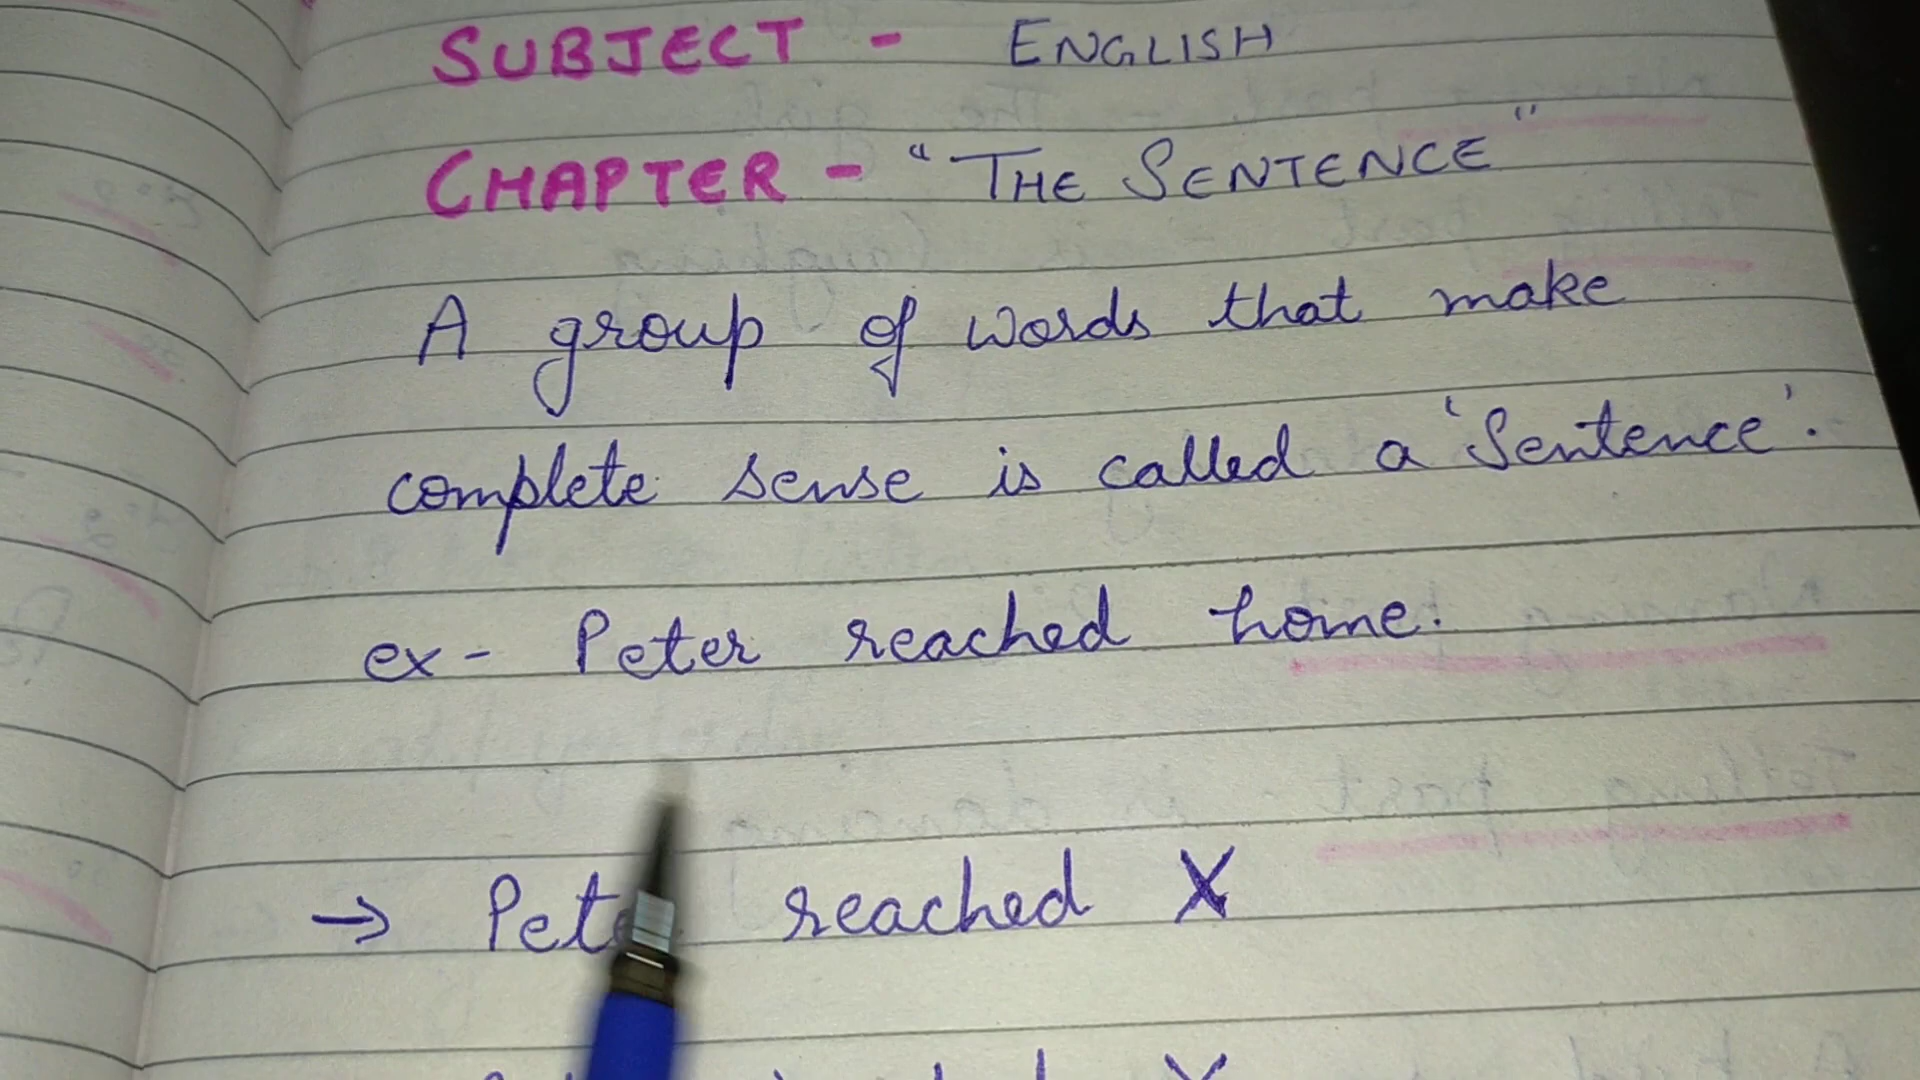 SUBJECT - ENGLISH
CHAPTER - "THE SENTENCE"
A group of words that make
complete sense is called a 'Sentence'.
ex - Peter reached home.
→ reached X